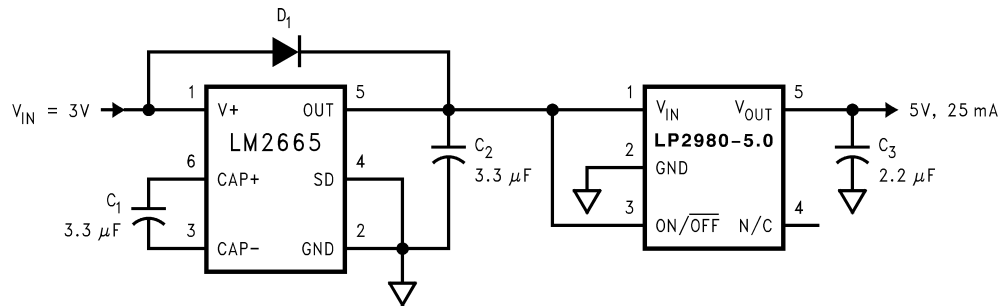 D1
VIN = 3V
1
V+
OUT
5
LM2665
6
CAP+
SD
4
C1
3.3 μF
3
CAP-
GND
2
C2
3.3 μF
1
VIN
VOUT
5
LP2980-5.0
2
GND
3
ON/OFF
N/C
4
5V, 25 mA
C3
2.2 μF